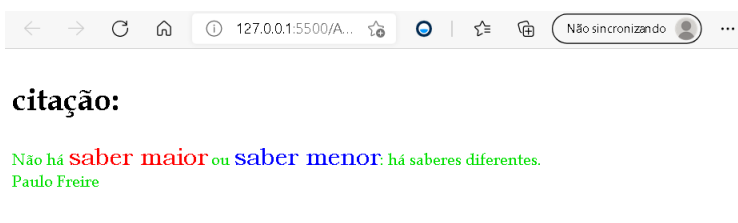 127.0.0.1:5500/A...
Não sincronizando
citação:
Não há saber maior ou saber menor: há saberes diferentes.
Paulo Freire